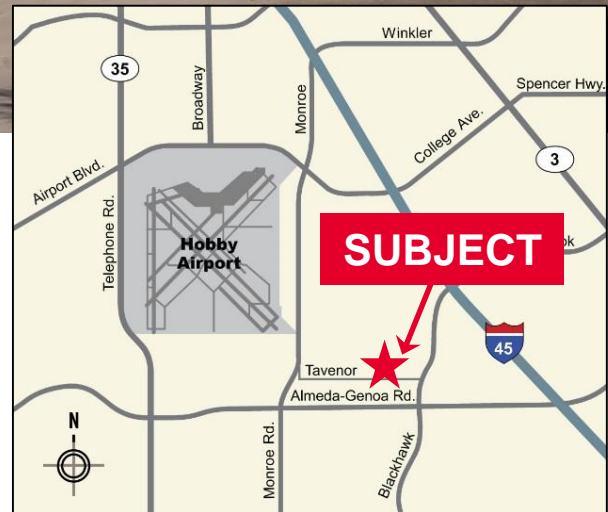 Winkler
35
Broadway
Monroe
Spencer Hwy.
College Ave.
3
Airport Blvd.
Telephone Rd.
Hobby
Airport
SUBJECT
45
Tavenor
Almeda-Genoa Rd.
N
Monroe Rd.
Blackhawk